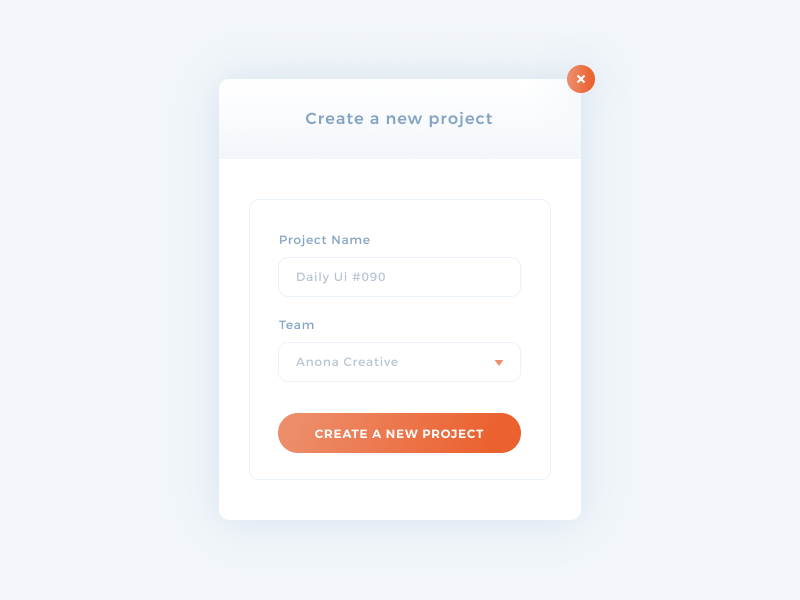 Create a new project
Project Name
Daily Ui #090
Team
Anona Creative
CREATE A NEW PROJECT